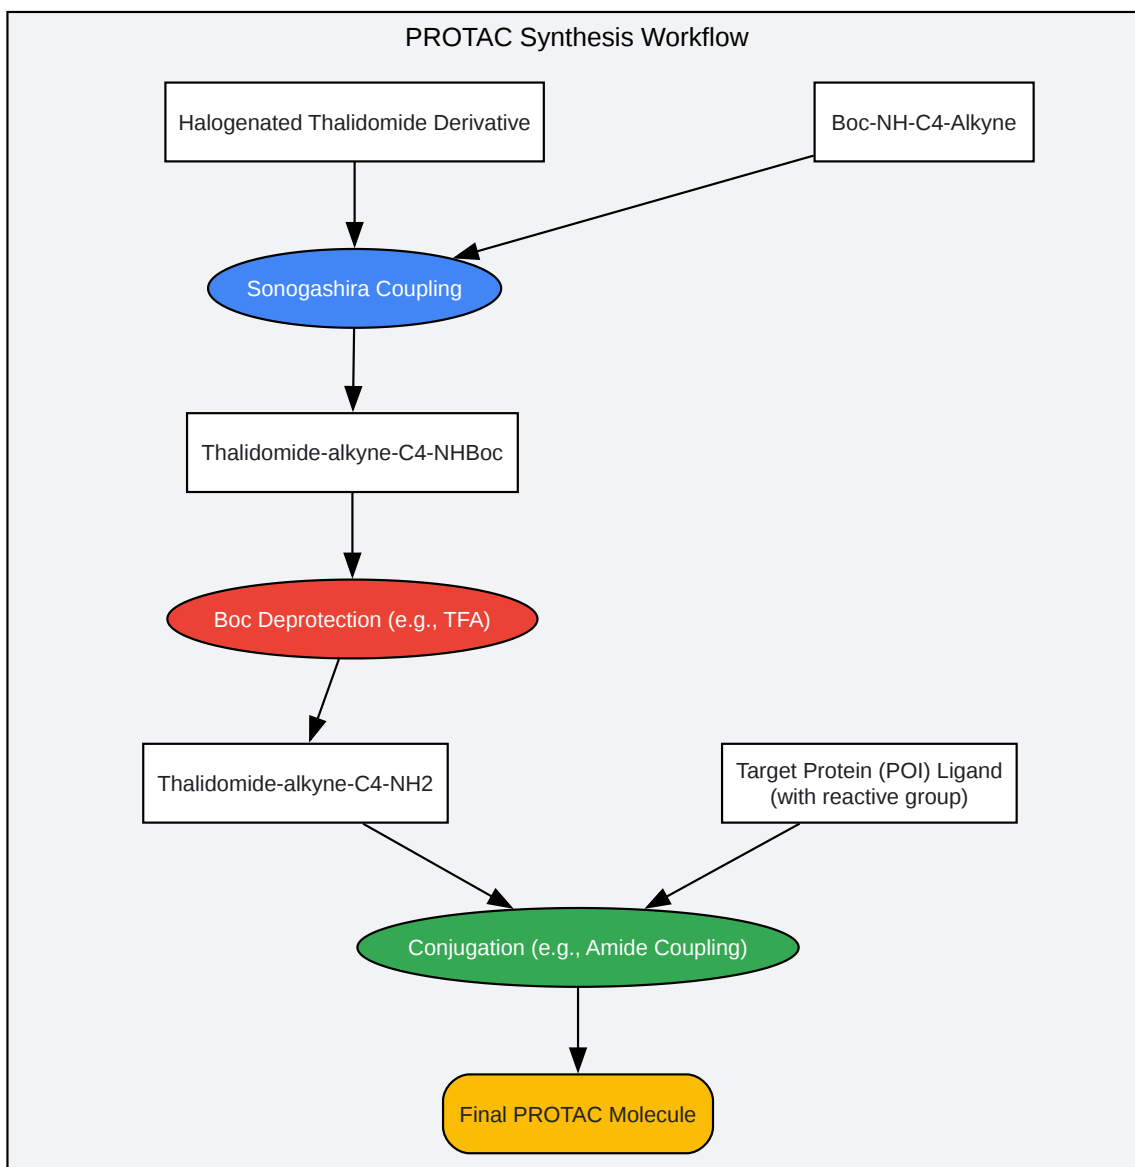 PROTAC Synthesis Workflow
Halogenated Thalidomide Derivative
Boc-NH-C4-Alkyne
Sonogashira Coupling
Thalidomide-alkyne-C4-NHBoc
Boc Deprotection (e.g., TFA)
Thalidomide-alkyne-C4-NH2
Target Protein (POI) Ligand
(with reactive group)
Conjugation (e.g., Amide Coupling)
Final PROTAC Molecule